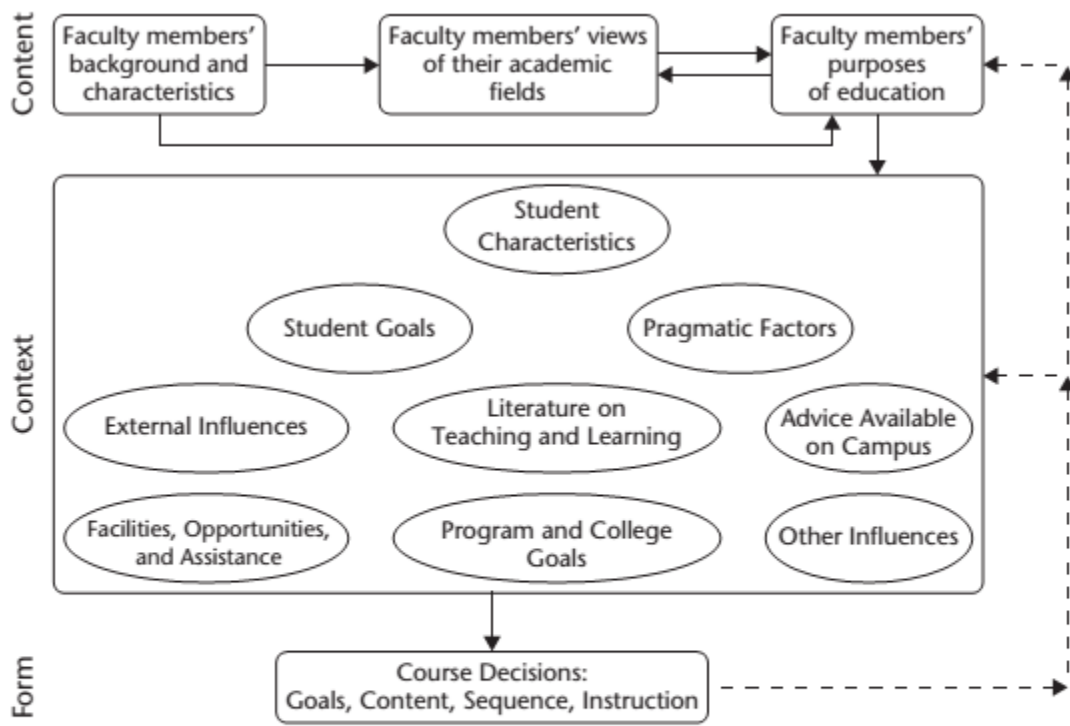 Content
Faculty members’
background and
characteristics
Faculty members’ views
of their academic
fields
Faculty members’
purposes
of education
Context
Student
Characteristics
Student Goals
Pragmatic Factors
External Influences
Literature on
Teaching and Learning
Advice Available
on Campus
Facilities, Opportunities,
and Assistance
Program and College
Goals
Other Influences
Form
Course Decisions:
Goals, Content, Sequence, Instruction